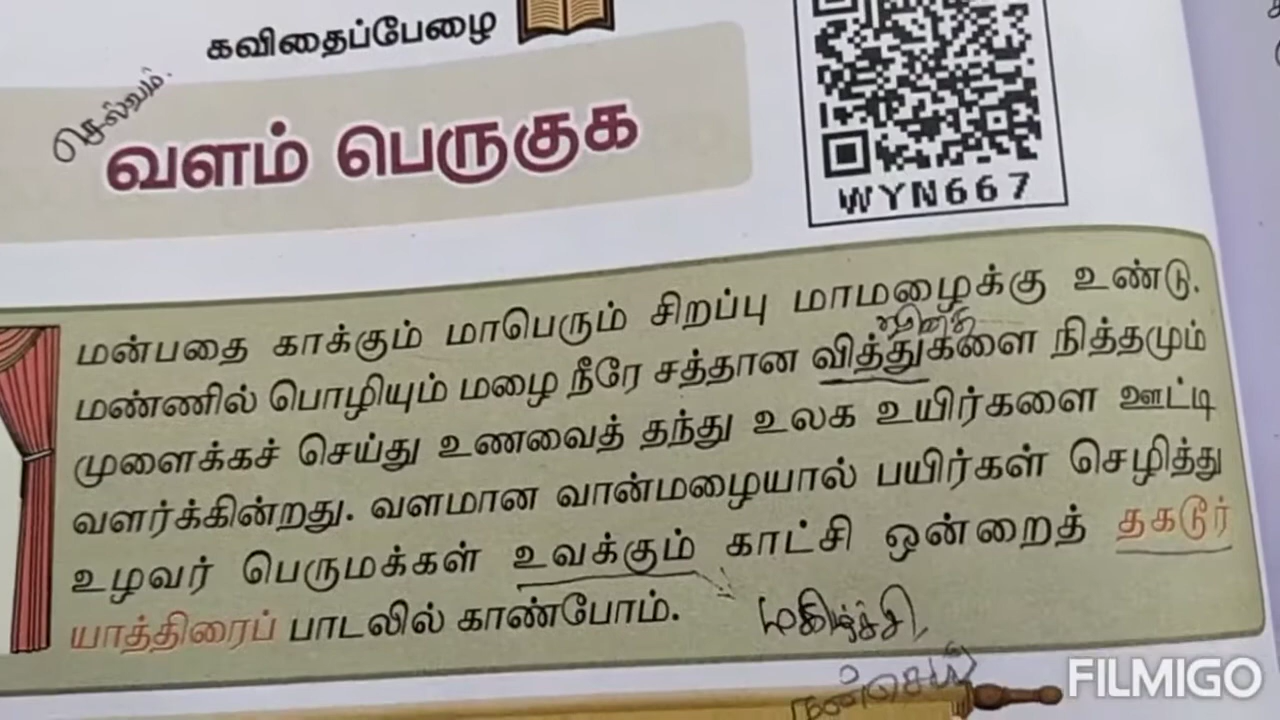 கவிதைப்பேழை
செல்வம்.
வளம் பெருகுக
WYN667
மன்பதை காக்கும் மாபெரும் சிறப்பு மாமழைக்கு உண்டு.
மண்ணில் பொழியும் மழை நீரே சத்தான வித்துகளை நித்தமும்
முளைக்கச் செய்து உணவைத் தந்து உலக உயிர்களை ஊட்டி
வளர்க்கின்றது. வளமான வான்மழையால் பயிர்கள் செழித்து
உழவர் பெருமக்கள் உவக்கும் காட்சி ஒன்றைத் தகடூர்
யாத்திரைப் பாடலில் காண்போம்.
மகிழ்ச்சி
FILMIGO